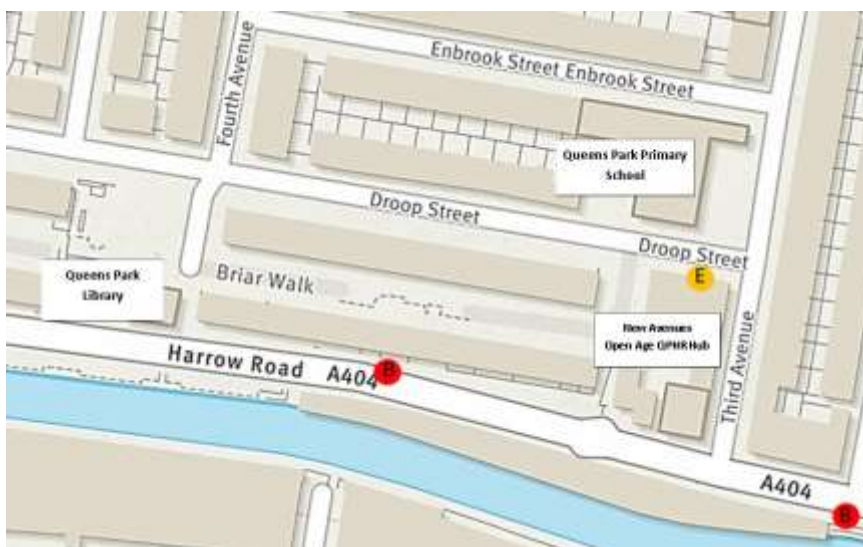 Enbrook Street Enbrook Street
Fourth Avenue
Queens Park Primary
School
Droop Street
Droop Street
E
Queens Park
Library
Briar Walk
New Avenues
Open Age QPHR Hub
Third Avenue
Harrow Road A404
B
A404
B